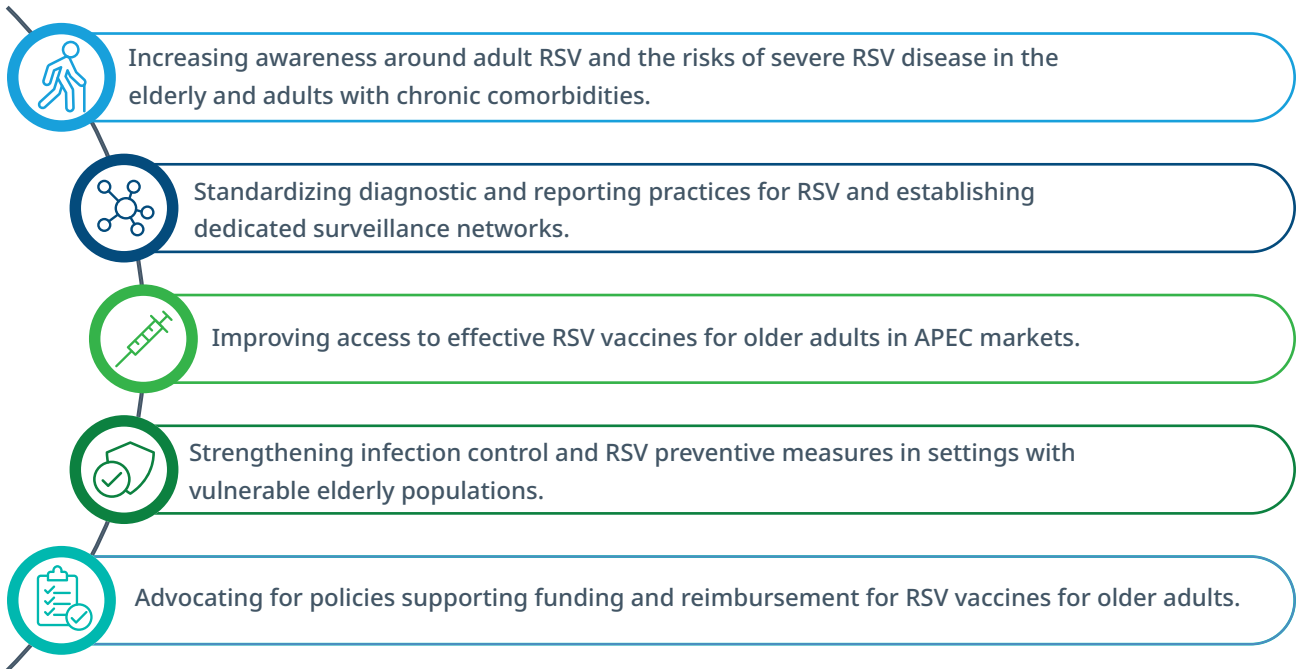 Increasing awareness around adult RSV and the risks of severe RSV disease in the
elderly and adults with chronic comorbidities.
Standardizing diagnostic and reporting practices for RSV and establishing
dedicated surveillance networks.
Improving access to effective RSV vaccines for older adults in APEC markets.
Strengthening infection control and RSV preventive measures in settings with
vulnerable elderly populations.
Advocating for policies supporting funding and reimbursement for RSV vaccines for older adults.